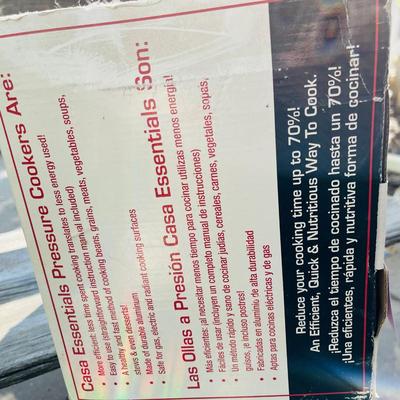 Casa Essentials Pressure Cookers Are:
• More efficient: less time spent cooking translates to less energy used!
• Easy to use (straightforward instruction manual included)
• A healthy and fast method of cooking beans, grains, meats, vegetables, soups,
stews & even desserts!
• Made of durable aluminum
• Safe for gas, electric and radiant cooking surfaces
Las Ollas a Presión Casa Essentials Son:
• Más eficientes: ¡al necesitar menos tiempo para cocinar utilizas menos energía!
• Fáciles de usar (incluyen un completo manual de instrucciones)
• Un método rápido y sano de cocinar judías, cereales, carnes, vegetales, sopas,
guisos, ¡e incluso postres!
• Fabricadas en aluminio de alta durabilidad
• Aptas para cocinas eléctricas y de gas
Reduce your cooking time up to 70%!
An Efficient, Quick & Nutritious Way To Cook.
¡Reduzca el tiempo de cocinado hasta un 70%!
¡Una eficientes, rápida y nutritiva forma de cocinar!